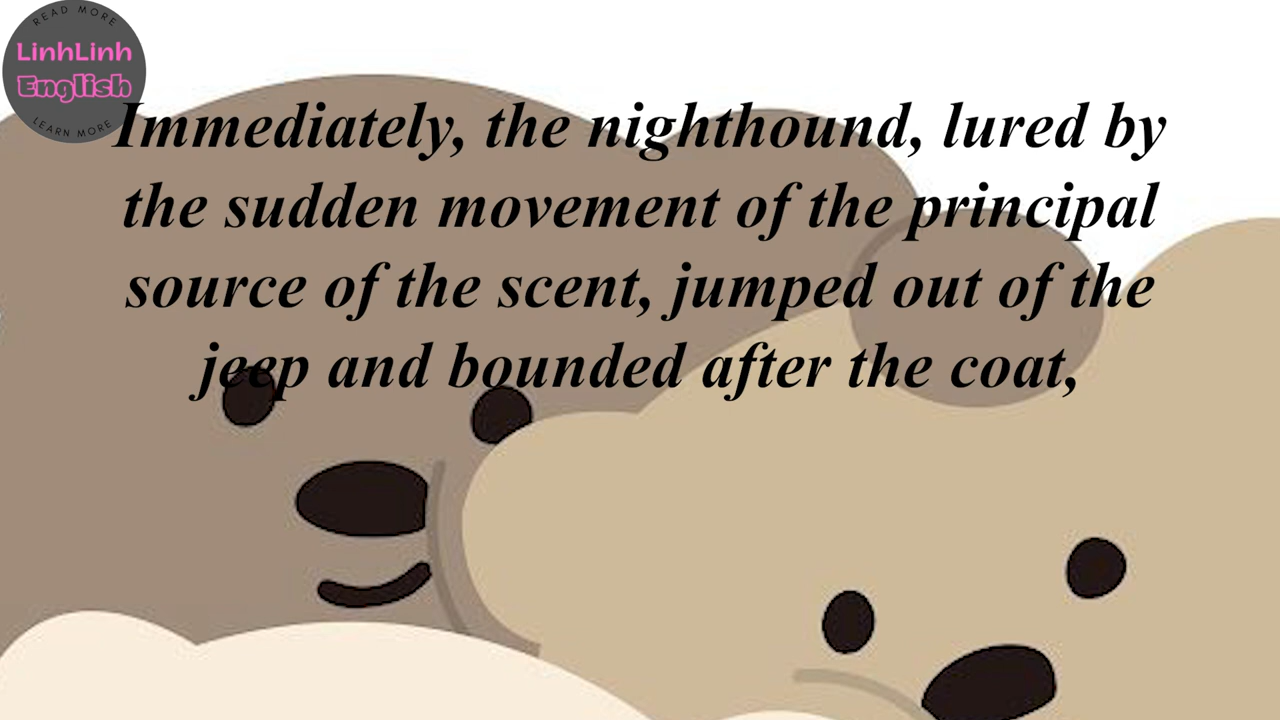 READ MORE
LinhLinh
English
LEARN MORE
Immediately, the nighthound, lured by
the sudden movement of the principal
source of the scent, jumped out of the
jeep and bounded after the coat,